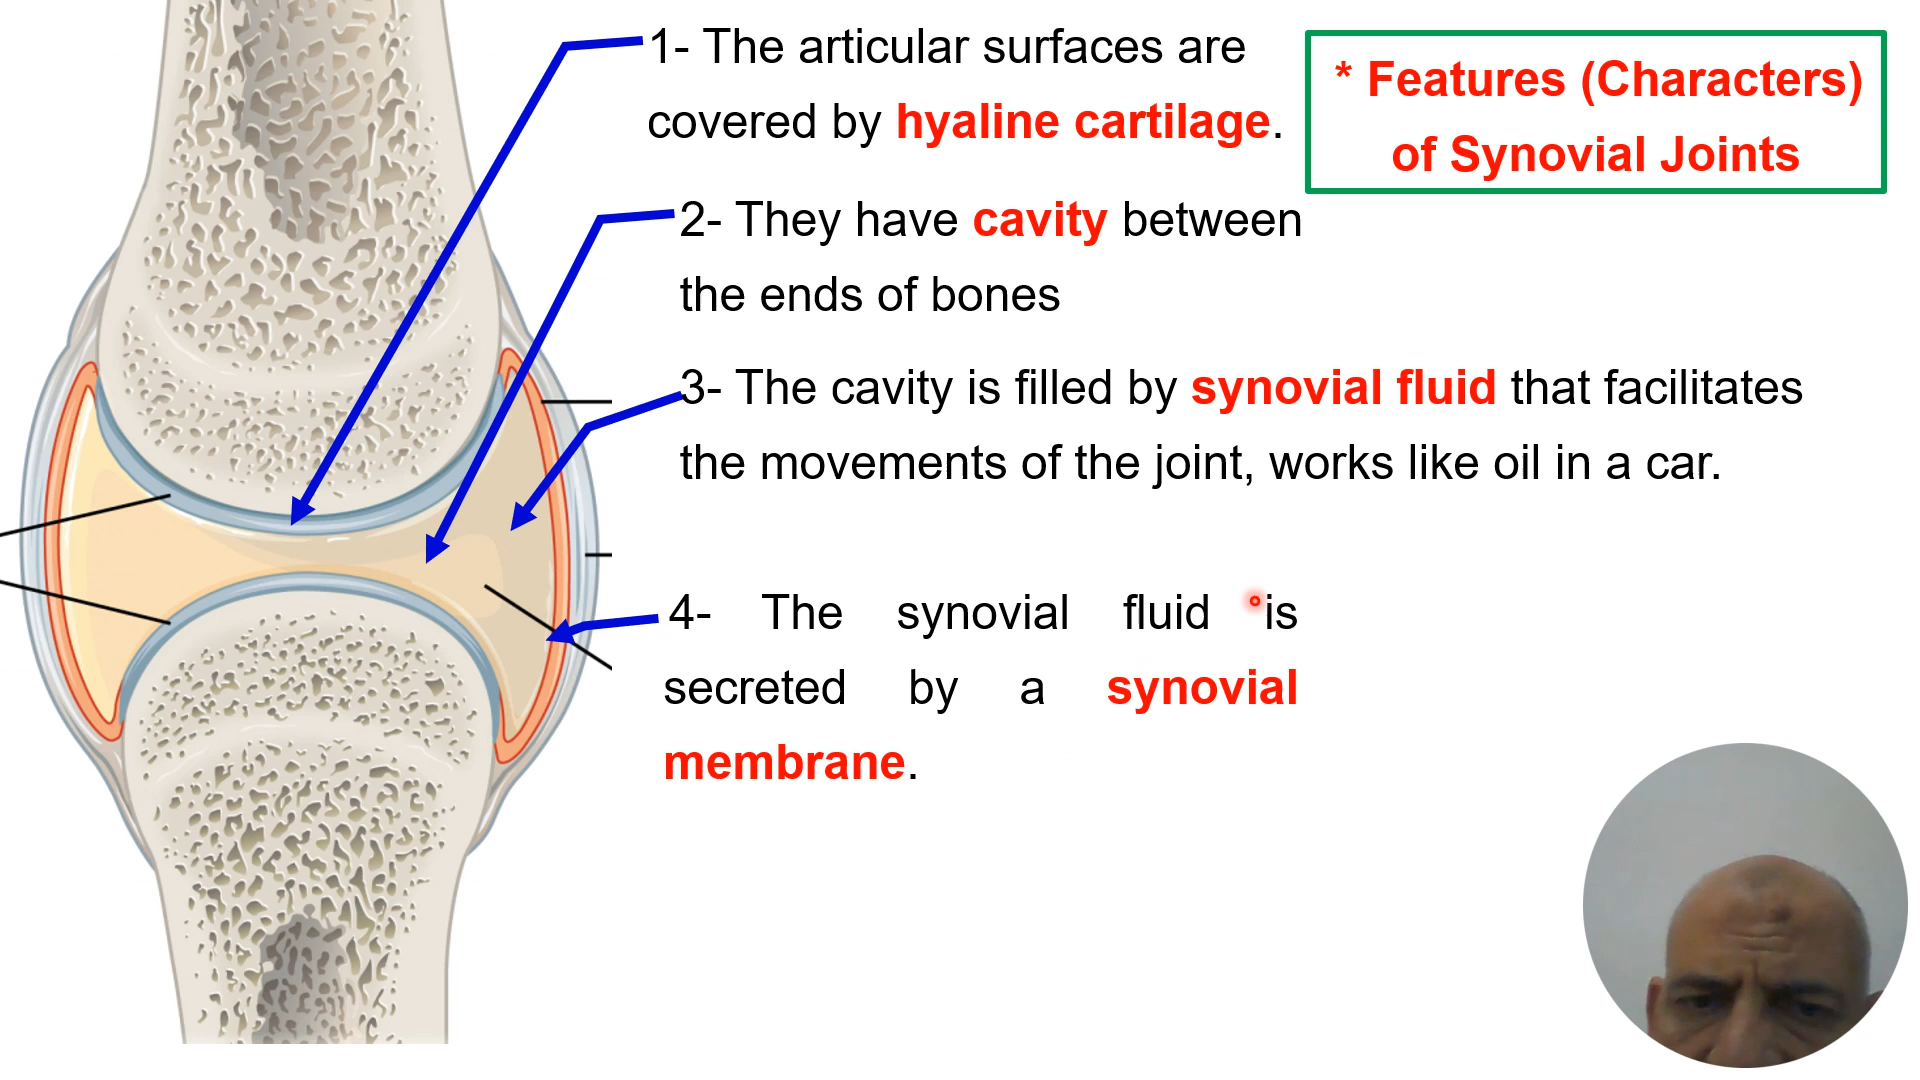 * Features (Characters)
of Synovial Joints
1- The articular surfaces are
covered by hyaline cartilage.
2- They have cavity between
the ends of bones
3- The cavity is filled by synovial fluid that facilitates
the movements of the joint, works like oil in a car.
4- The synovial fluid is
secreted by a synovial
membrane.